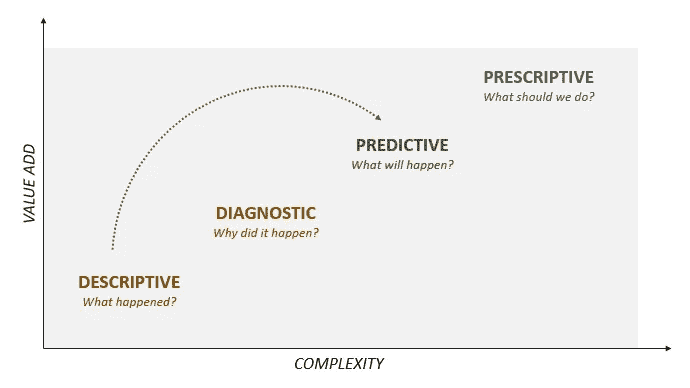 PRESCRIPTIVE
What should we do?
PREDICTIVE
What will happen?
VALUE ADD
DIAGNOSTIC
Why did it happen?
DESCRIPTIVE
What happened?
COMPLEXITY